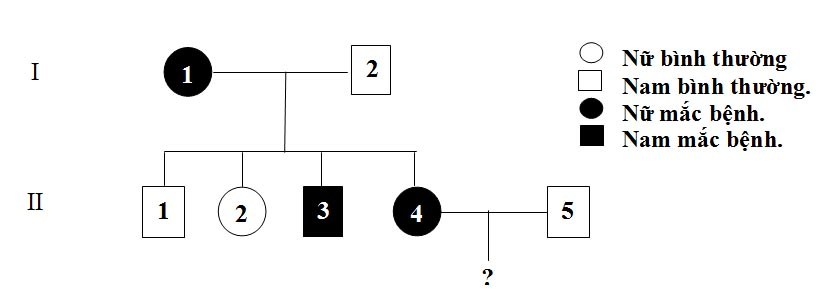 I
1
2
Nữ bình thường
Nam bình thường.
Nữ mắc bệnh.
Nam mắc bệnh.
II
1
2
3
4
5
?